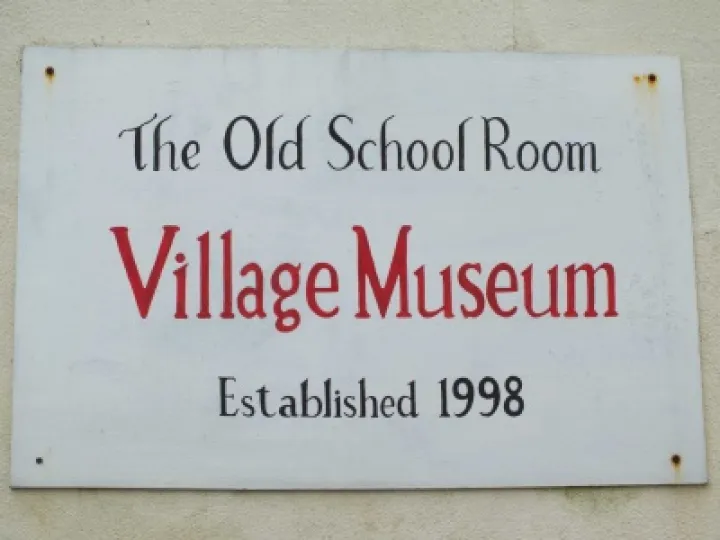 The Old School Room
Village Museum
Established 1998